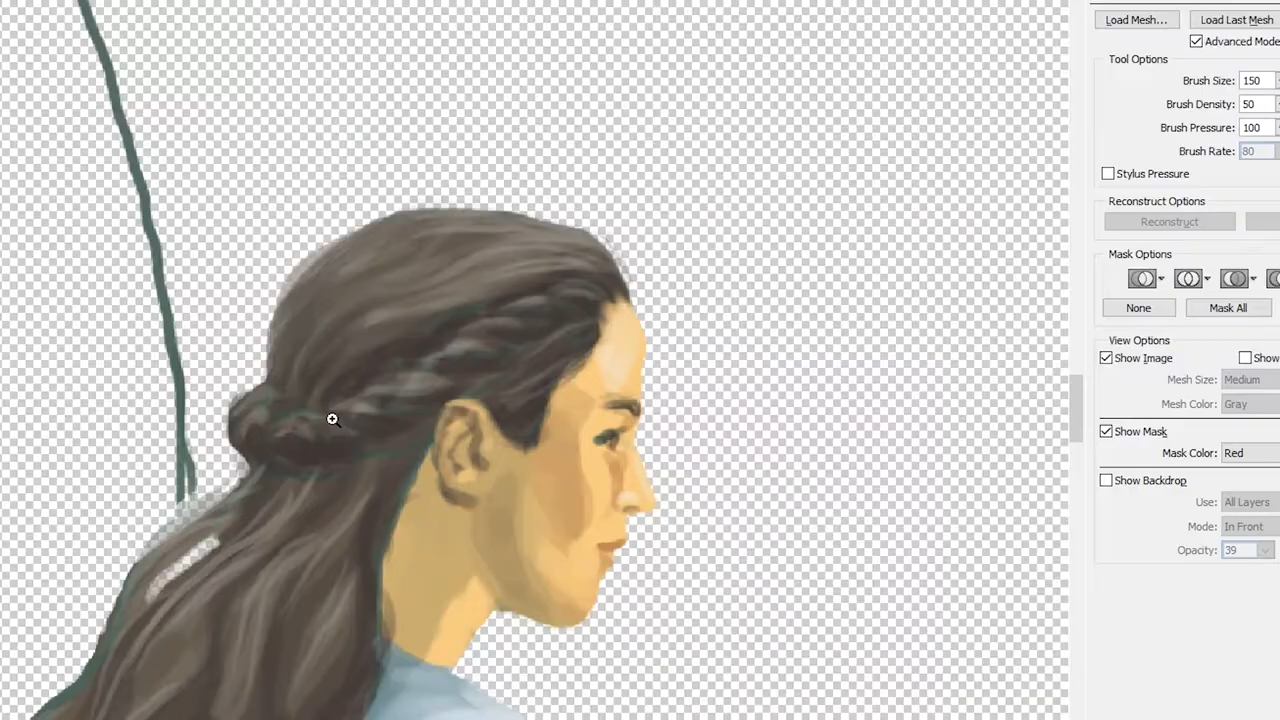 Load Mesh... Load Last Mesh
Advanced Mode
Tool Options
Brush Size: 150
Brush Density: 50
Brush Pressure: 100
Brush Rate: 80
Stylus Pressure
Reconstruct Options
Reconstruct
Mask Options
None Mask All
View Options
Show Image Show
Mesh Size: Medium
Mesh Color: Gray
Show Mask
Mask Color: Red
Show Backdrop
Use: All Layers
Mode: In Front
Opacity: 39